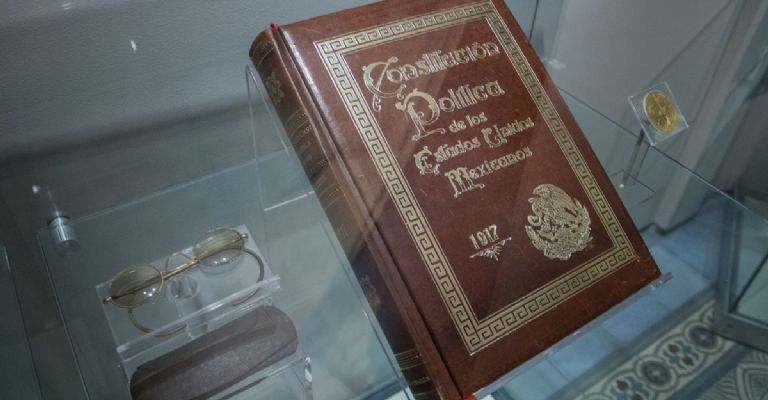 Constitución
Política
de los
Estados Unidos
Mexicanos
1917